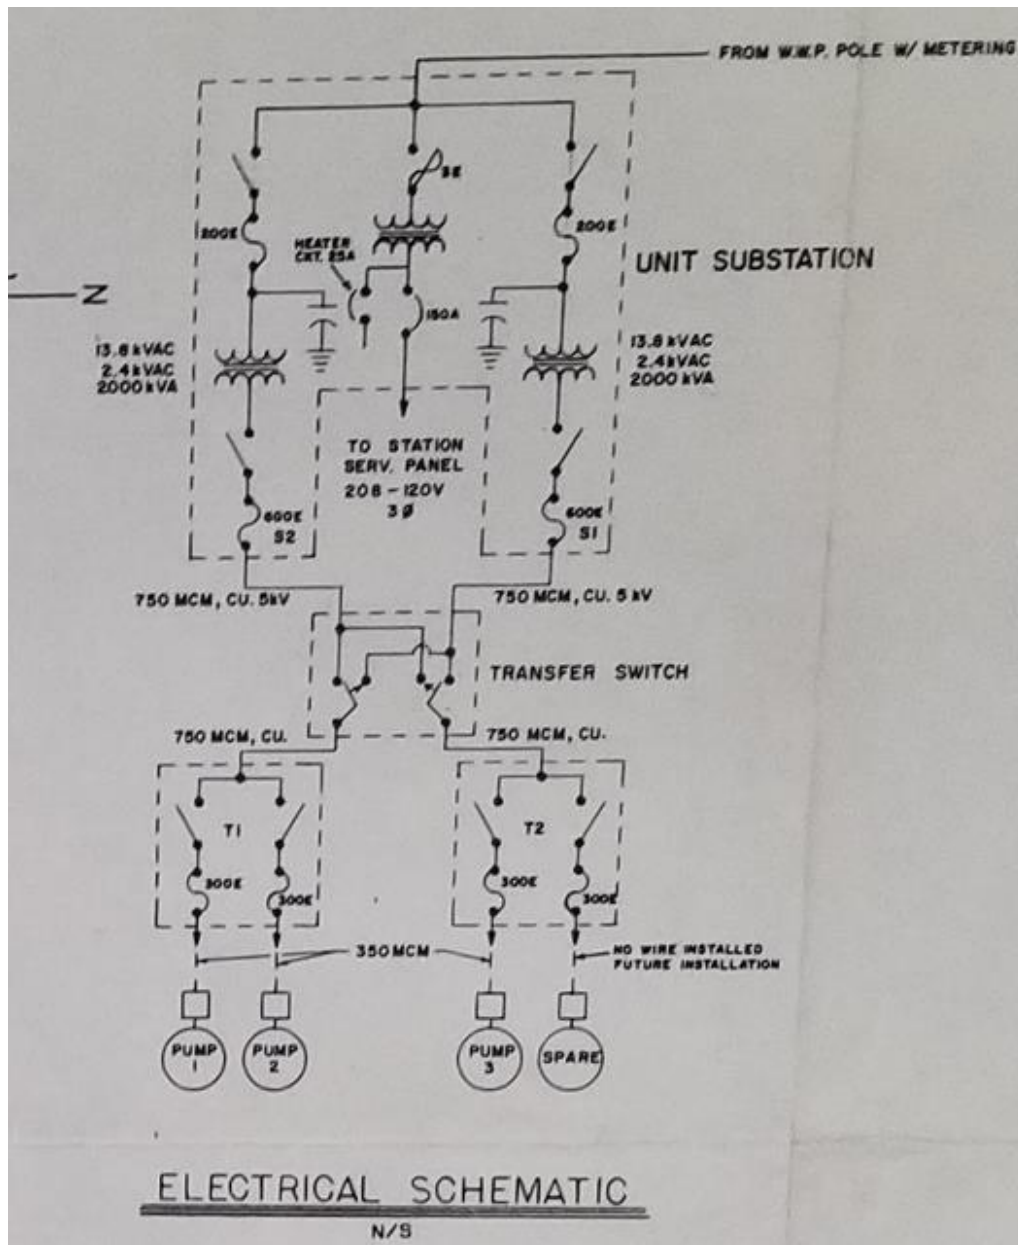 FROM W.W.P. POLE W/ METERING
3E
200E
HEATER
CKT. 25A
200E
UNIT SUBSTATION
N
150A
13.8 kVAC
2.4 kVAC
2000 kVA
13.8 kVAC
2.4 kVAC
2000 kVA
TO STATION
SERV. PANEL
208-120V
3Ø
600E
S2
600E
S1
750 MCM, CU. 5kV
750 MCM, CU. 5 kV
TRANSFER SWITCH
750 MCM, CU.
750 MCM, CU.
T1
T2
300E
300E
300E
300E
350 MCM
NO WIRE INSTALLED
FUTURE INSTALLATION
PUMP
1
PUMP
2
PUMP
3
SPARE
ELECTRICAL SCHEMATIC
N/S